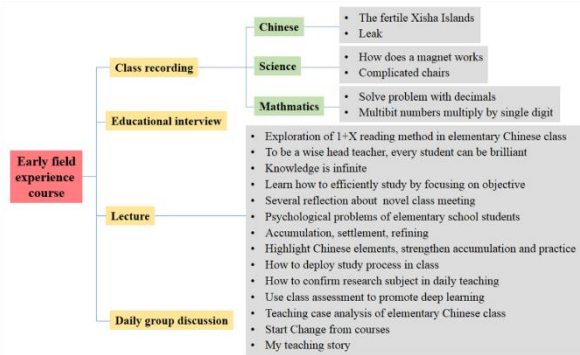 Early field
experience
course
Class recording
Chinese
• The fertile Xisha Islands
• Leak
Science
• How does a magnet works
• Complicated chairs
Mathmatics
• Solve problem with decimals
• Multibit numbers multiply by single digit
Educational interview
Lecture
• Exploration of 1+X reading method in elementary Chinese class
• To be a wise head teacher, every student can be brilliant
• Knowledge is infinite
• Learn how to efficiently study by focusing on objective
• Several reflection about novel class meeting
• Psychological problems of elementary school students
• Accumulation, settlement, refining
• Highlight Chinese elements, strengthen accumulation and practice
• How to deploy study process in class
• How to confirm research subject in daily teaching
• Use class assessment to promote deep learning
• Teaching case analysis of elementary Chinese class
• Start Change from courses
• My teaching story
Daily group discussion